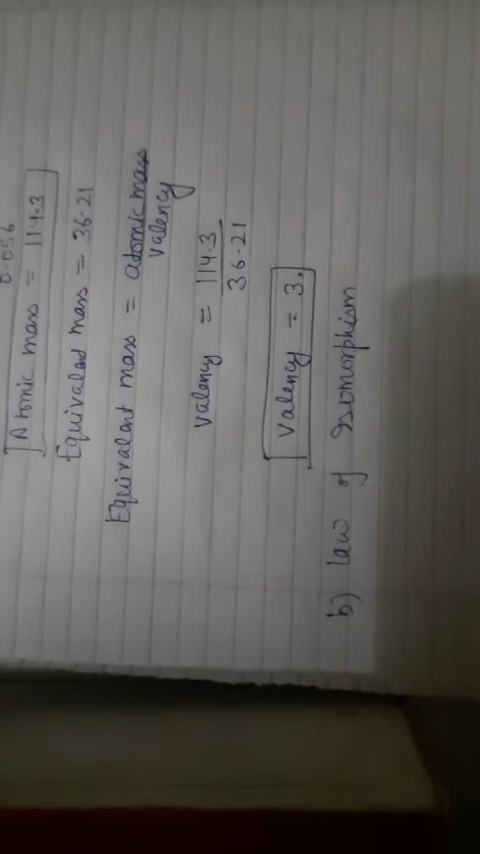 0.056
Atomic mass = 114.3
Equivalent mass = 36.21
Equivalent mass = atomic mass
valency
valency = 114.3
36.21
valency = 3.
b) law of Isomorphism